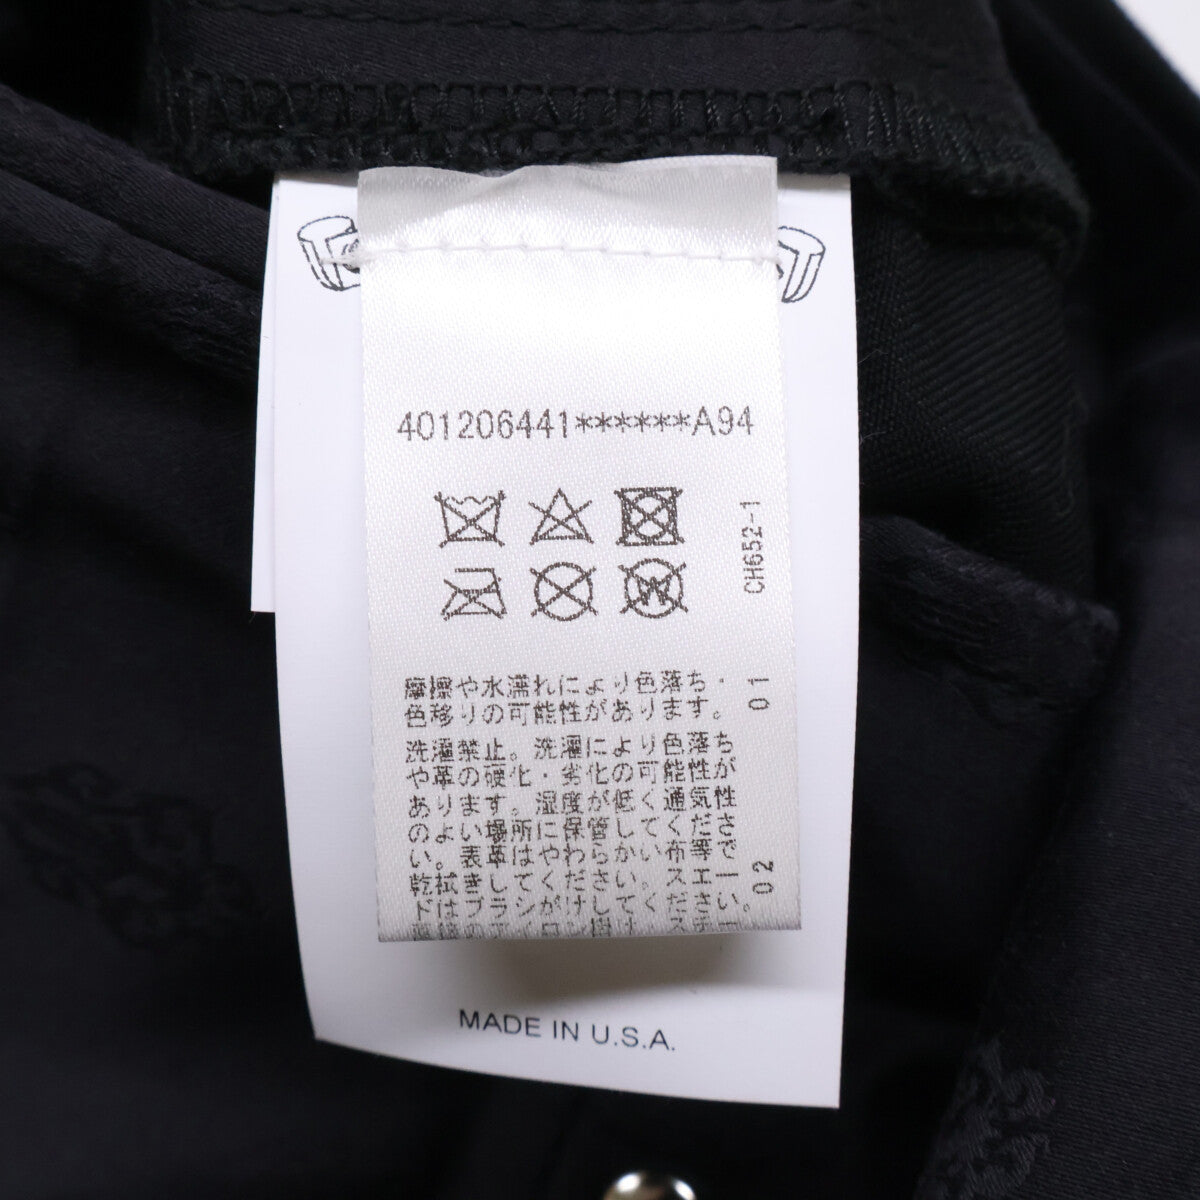 401206441******A94
CH652-1
摩擦や水濡れにより色落ち・
色移りの可能性があります。
01
洗濯禁止。洗濯により色落ち
や革の硬化・劣化の可能性が
あります。湿度が低く通気性
のよい場所に保管してくださ
い。表革はやわらかい布等で
乾拭きしてください。スエー
ドはブラシがけしてください。
02
MADE IN U.S.A.